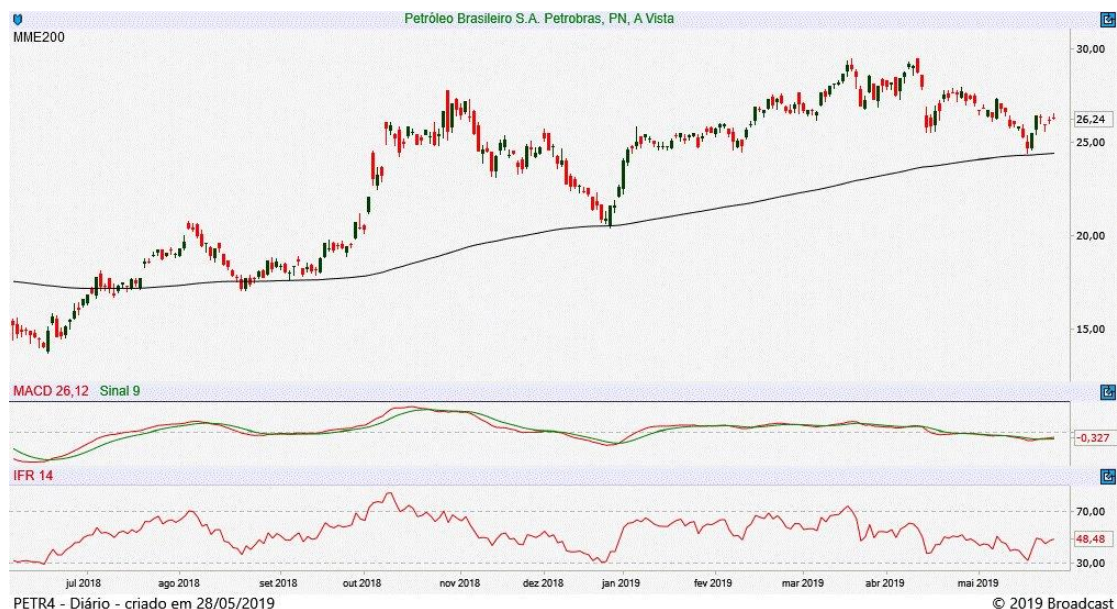 Petróleo Brasileiro S.A. Petrobras, PN, A Vista
MME200
30,00
26,24
25,00
20,00
15,00
MACD 26,12 Sinal 9
-0,327
IFR 14
70,00
48,48
30,00
jul 2018 ago 2018 set 2018 out 2018 nov 2018 dez 2018 jan 2019 fev 2019 mar 2019 abr 2019 mai 2019
PETR4 - Diário - criado em 28/05/2019 © 2019 Broadcast